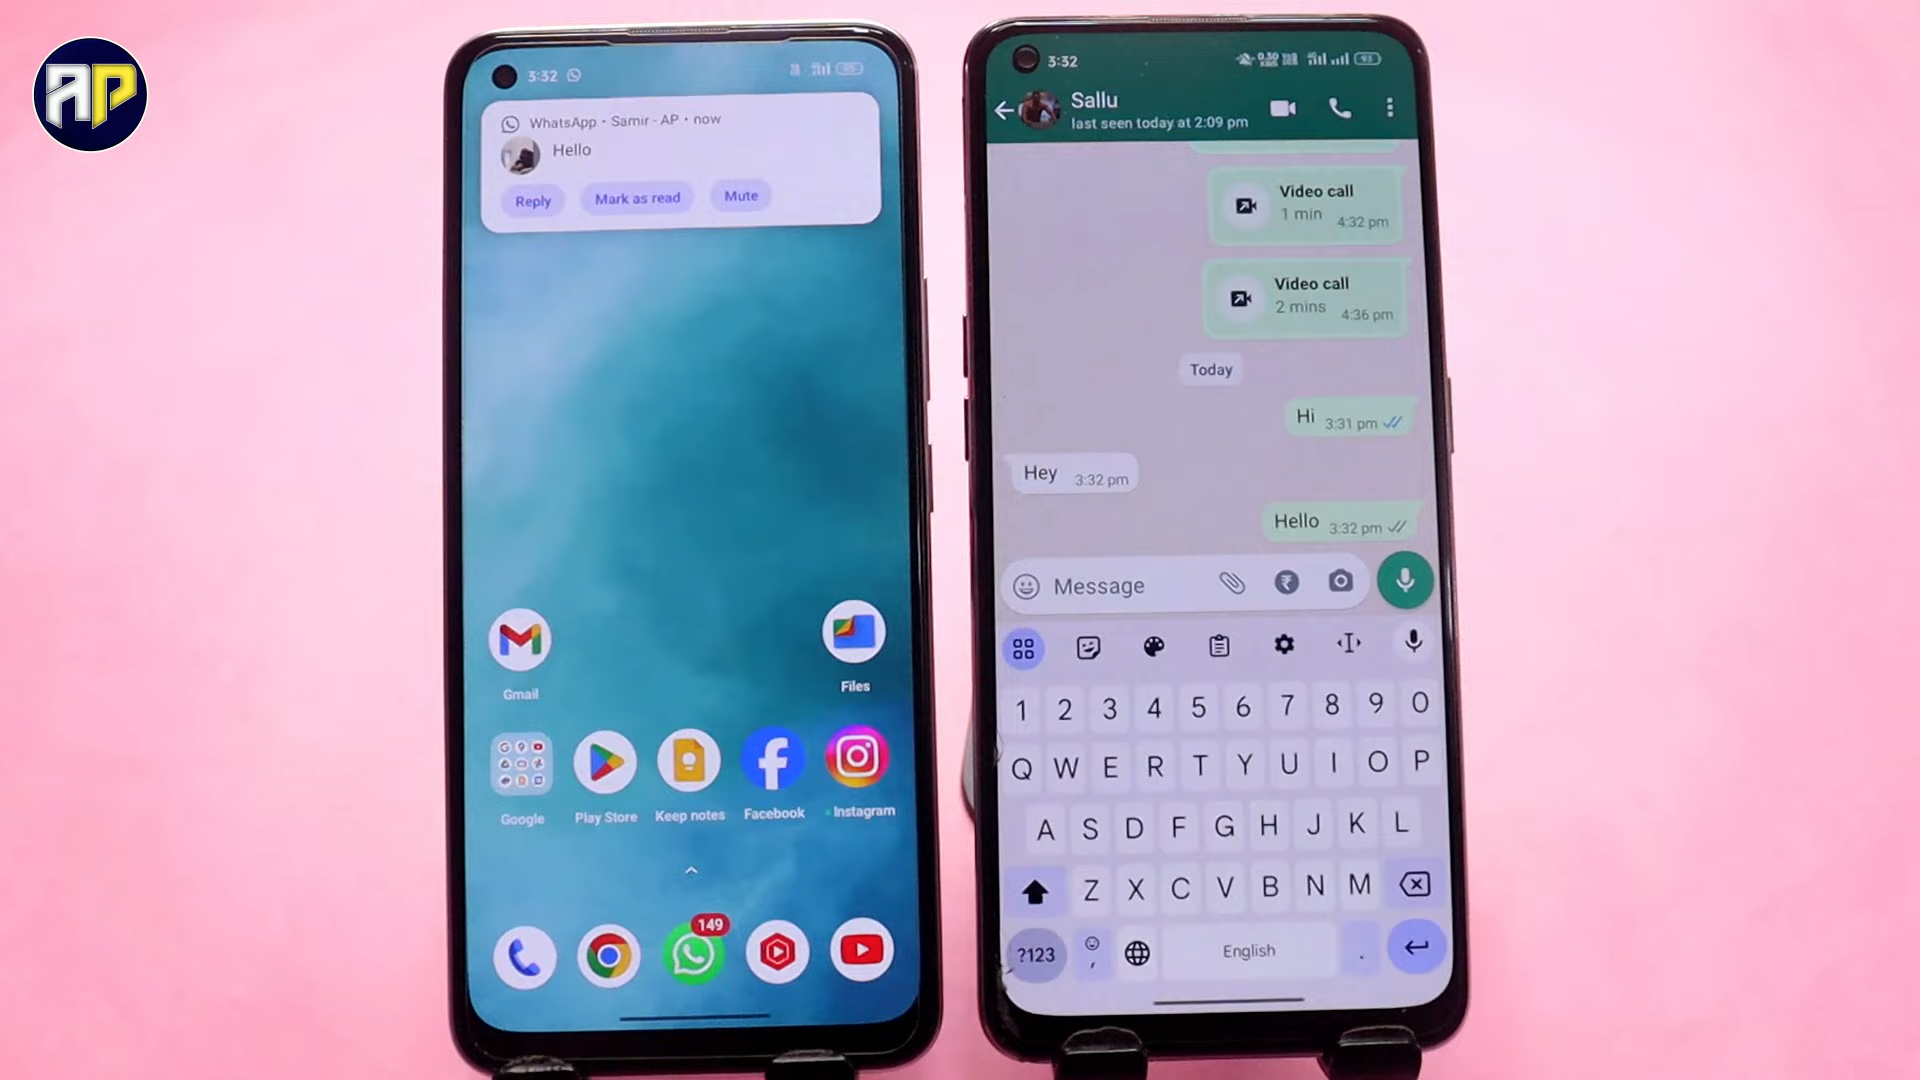 AP
3:32
WhatsApp • Samir - AP • now
Hello
Reply
Mark as read
Mute
Gmail
Files
Google
Play Store
Keep notes
Facebook
Instagram
149
3:32
93
Sallu
last seen today at 2:09 pm
Video call
1 min
4:32 pm
Video call
2 mins
4:36 pm
Today
Hi 3:31 pm
Hey 3:32 pm
Hello 3:32 pm
Message
₹
1 2 3 4 5 6 7 8 9 0
Q W E R T Y U I O P
A S D F G H J K L
Z X C V B N M
?123 , English .